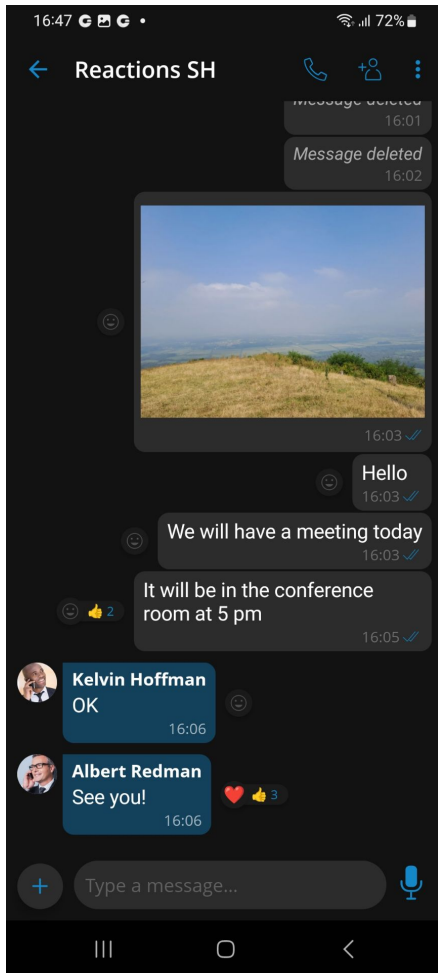 16:47 72%
Reactions SH
Message deleted
16:01
Message deleted
16:02
16:03
Hello
16:03
We will have a meeting today
16:03
2
It will be in the conference
room at 5 pm
16:05
Kelvin Hoffman
OK
16:06
Albert Redman
See you!
16:06
3
Type a message...